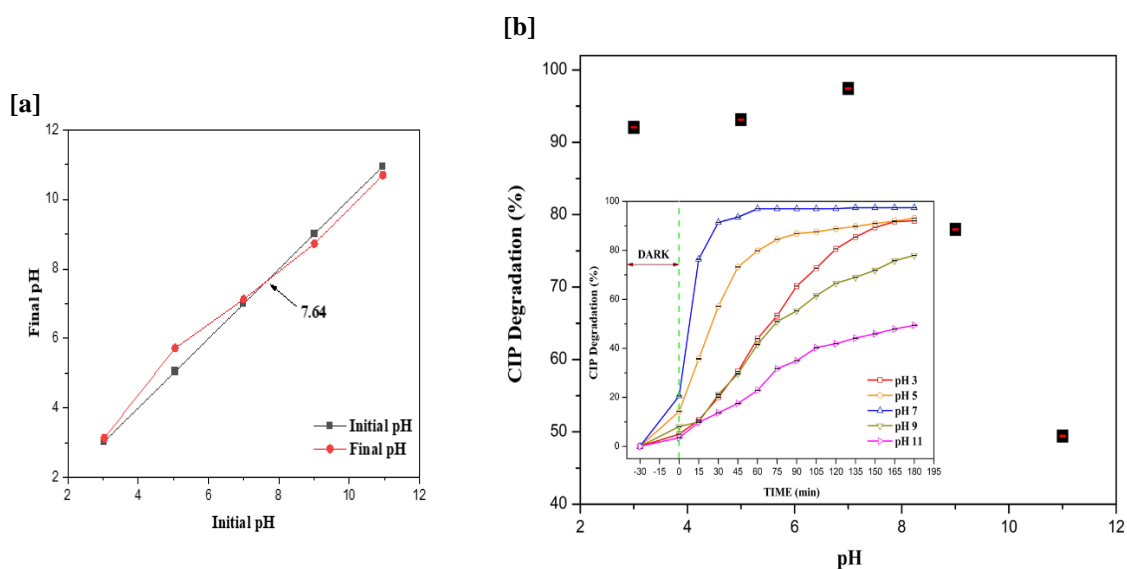 [a]
12
10
8
6
4
2
Final pH
7.64
Initial pH
Final pH
2 4 6 8 10 12
Initial pH
[b]
100
90
80
70
60
50
40
CIP Degradation (%)
100
80
60
40
20
0
CIP Degradation (%)
DARK
pH 3
pH 5
pH 7
pH 9
pH 11
-30 -15 0 15 30 45 60 75 90 105 120 135 150 165 180 195
TIME (min)
2 4 6 8 10 12
pH